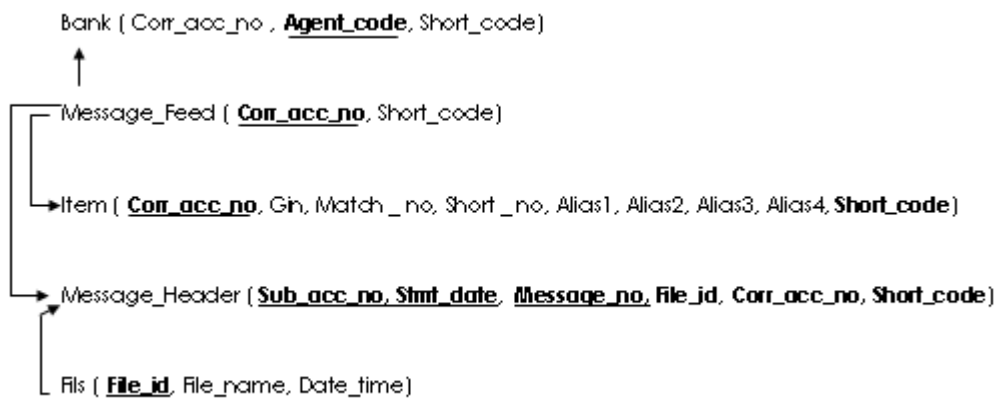 Bank ( Corr_acc_no , Agent_code, Short_code)
Message_Feed ( Corr_acc_no, Short_code)
Item ( Corr_acc_no, Gin, Match _ no, Short _ no, Alias1, Alias2, Alias3, Alias4, Short_code)
Message_Header ( Sub_acc_no, Stmt_date, Message_no, File_id, Corr_acc_no, Short_code)
Fils ( File_id, File_name, Date_time)